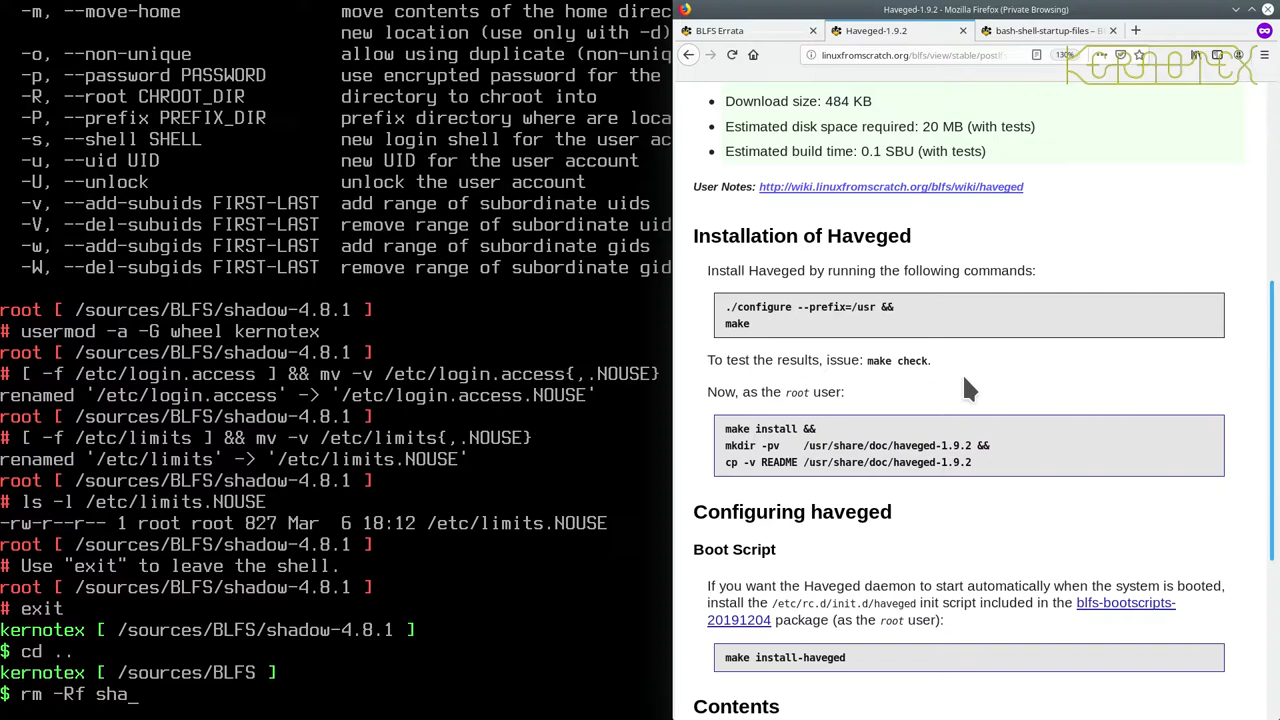 -m, --move-home move contents of the home direc
new location (use only with -d)
-o, --non-unique allow using duplicate (non-uniq
-p, --password PASSWORD use encrypted password for the
-R, --root CHROOT_DIR directory to chroot into
-P, --prefix PREFIX_DIR prefix directory where are loca
-s, --shell SHELL new login shell for the user ac
-u, --uid UID new UID for the user account
-U, --unlock unlock the user account
-v, --add-subuids FIRST-LAST add range of subordinate uids
-V, --del-subuids FIRST-LAST remove range of subordinate uid
-w, --add-subgids FIRST-LAST add range of subordinate gids
-W, --del-subgids FIRST-LAST remove range of subordinate gid
root [ /sources/BLFS/shadow-4.8.1 ]
# usermod -a -G wheel kernotex
root [ /sources/BLFS/shadow-4.8.1 ]
# [ -f /etc/login.access ] && mv -v /etc/login.access{,.NOUSE}
renamed '/etc/login.access' -> '/etc/login.access.NOUSE'
root [ /sources/BLFS/shadow-4.8.1 ]
# [ -f /etc/limits ] && mv -v /etc/limits{,.NOUSE}
renamed '/etc/limits' -> '/etc/limits.NOUSE'
root [ /sources/BLFS/shadow-4.8.1 ]
# ls -l /etc/limits.NOUSE
-rw-r--r-- 1 root root 827 Mar  6 18:12 /etc/limits.NOUSE
root [ /sources/BLFS/shadow-4.8.1 ]
# Use "exit" to leave the shell.
root [ /sources/BLFS/shadow-4.8.1 ]
# exit
kernotex [ /sources/BLFS/shadow-4.8.1 ]
$ cd ..
kernotex [ /sources/BLFS ]
$ rm -Rf sha_
Haveged-1.9.2 - Mozilla Firefox (Private Browsing)
BLFS Errata
Haveged-1.9.2
bash-shell-startup-files – BL
linuxfromscratch.org/blfs/view/stable/postl
130%
KERNOTEX
• Download size: 484 KB
• Estimated disk space required: 20 MB (with tests)
• Estimated build time: 0.1 SBU (with tests)
User Notes: http://wiki.linuxfromscratch.org/blfs/wiki/haveged
Installation of Haveged
Install Haveged by running the following commands:
./configure --prefix=/usr &&
make
To test the results, issue: make check.
Now, as the root user:
make install &&
mkdir -pv    /usr/share/doc/haveged-1.9.2 &&
cp -v README /usr/share/doc/haveged-1.9.2
Configuring haveged
Boot Script
If you want the Haveged daemon to start automatically when the system is booted,
install the /etc/rc.d/init.d/haveged init script included in the blfs-bootscripts-
20191204 package (as the root user):
make install-haveged
Contents